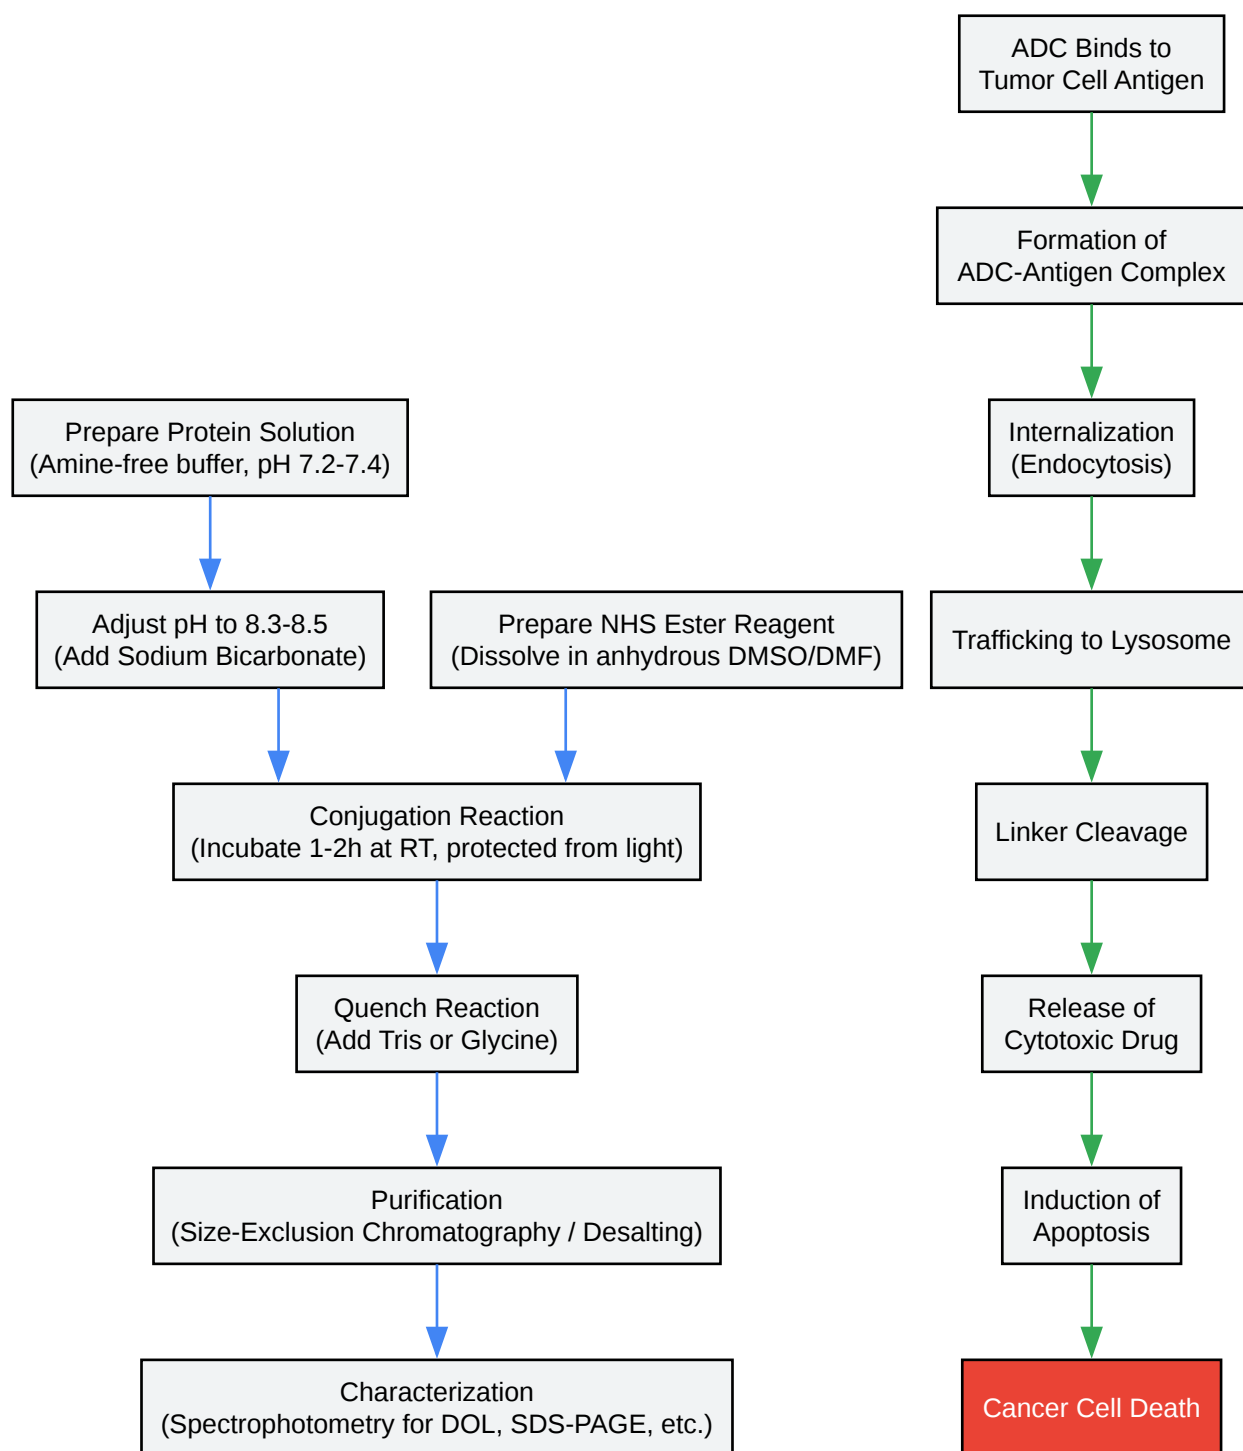 Prepare Protein Solution
(Amine-free buffer, pH 7.2-7.4)
Adjust pH to 8.3-8.5
(Add Sodium Bicarbonate)
Prepare NHS Ester Reagent
(Dissolve in anhydrous DMSO/DMF)
Conjugation Reaction
(Incubate 1-2h at RT, protected from light)
Quench Reaction
(Add Tris or Glycine)
Purification
(Size-Exclusion Chromatography / Desalting)
Characterization
(Spectrophotometry for DOL, SDS-PAGE, etc.)
ADC Binds to
Tumor Cell Antigen
Formation of
ADC-Antigen Complex
Internalization
(Endocytosis)
Trafficking to Lysosome
Linker Cleavage
Release of
Cytotoxic Drug
Induction of
Apoptosis
Cancer Cell Death